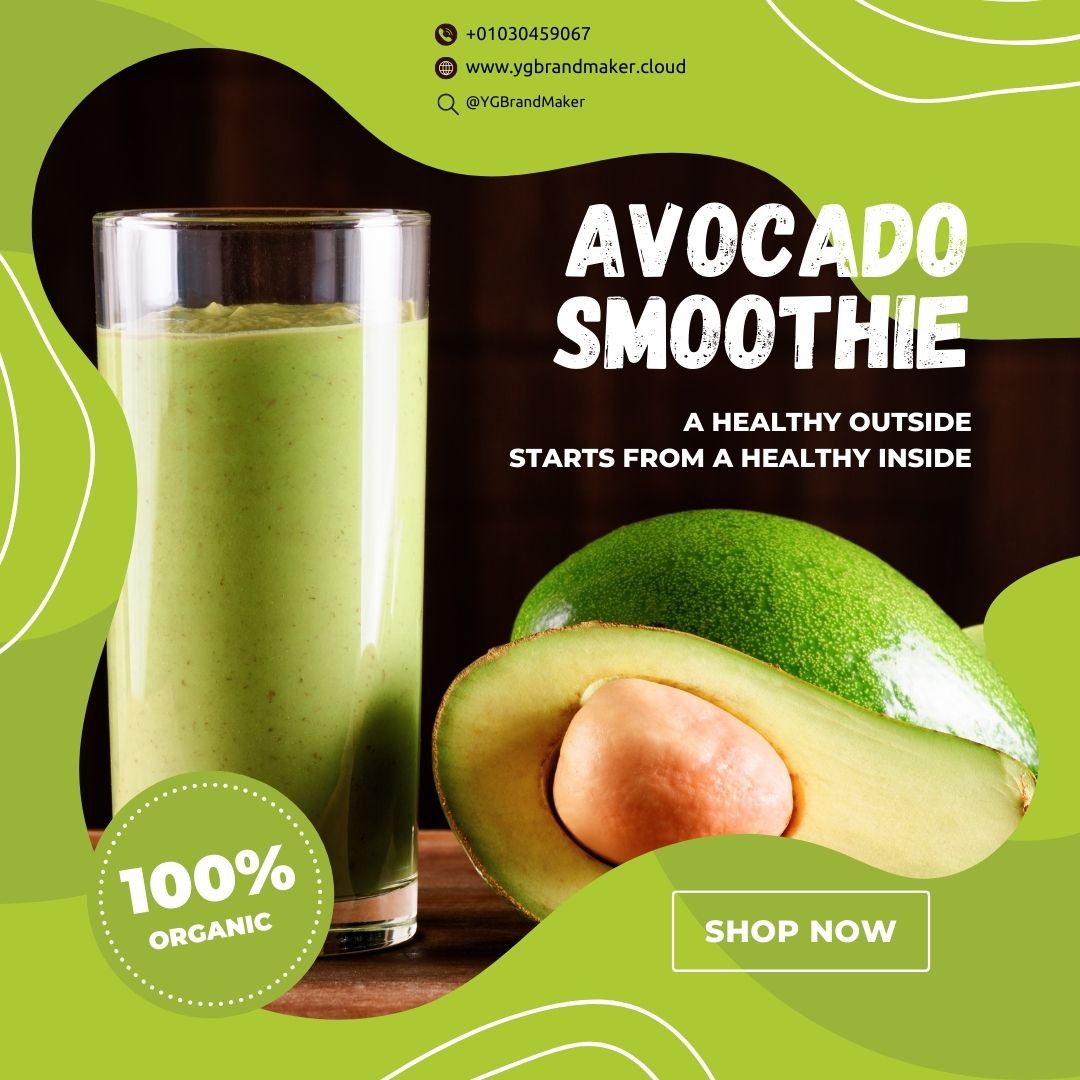 +01030459067
www.ygbrandmaker.cloud
@YGBrandMaker
AVOCADO
SMOOTHIE
A HEALTHY OUTSIDE
STARTS FROM A HEALTHY INSIDE
100%
ORGANIC
SHOP NOW